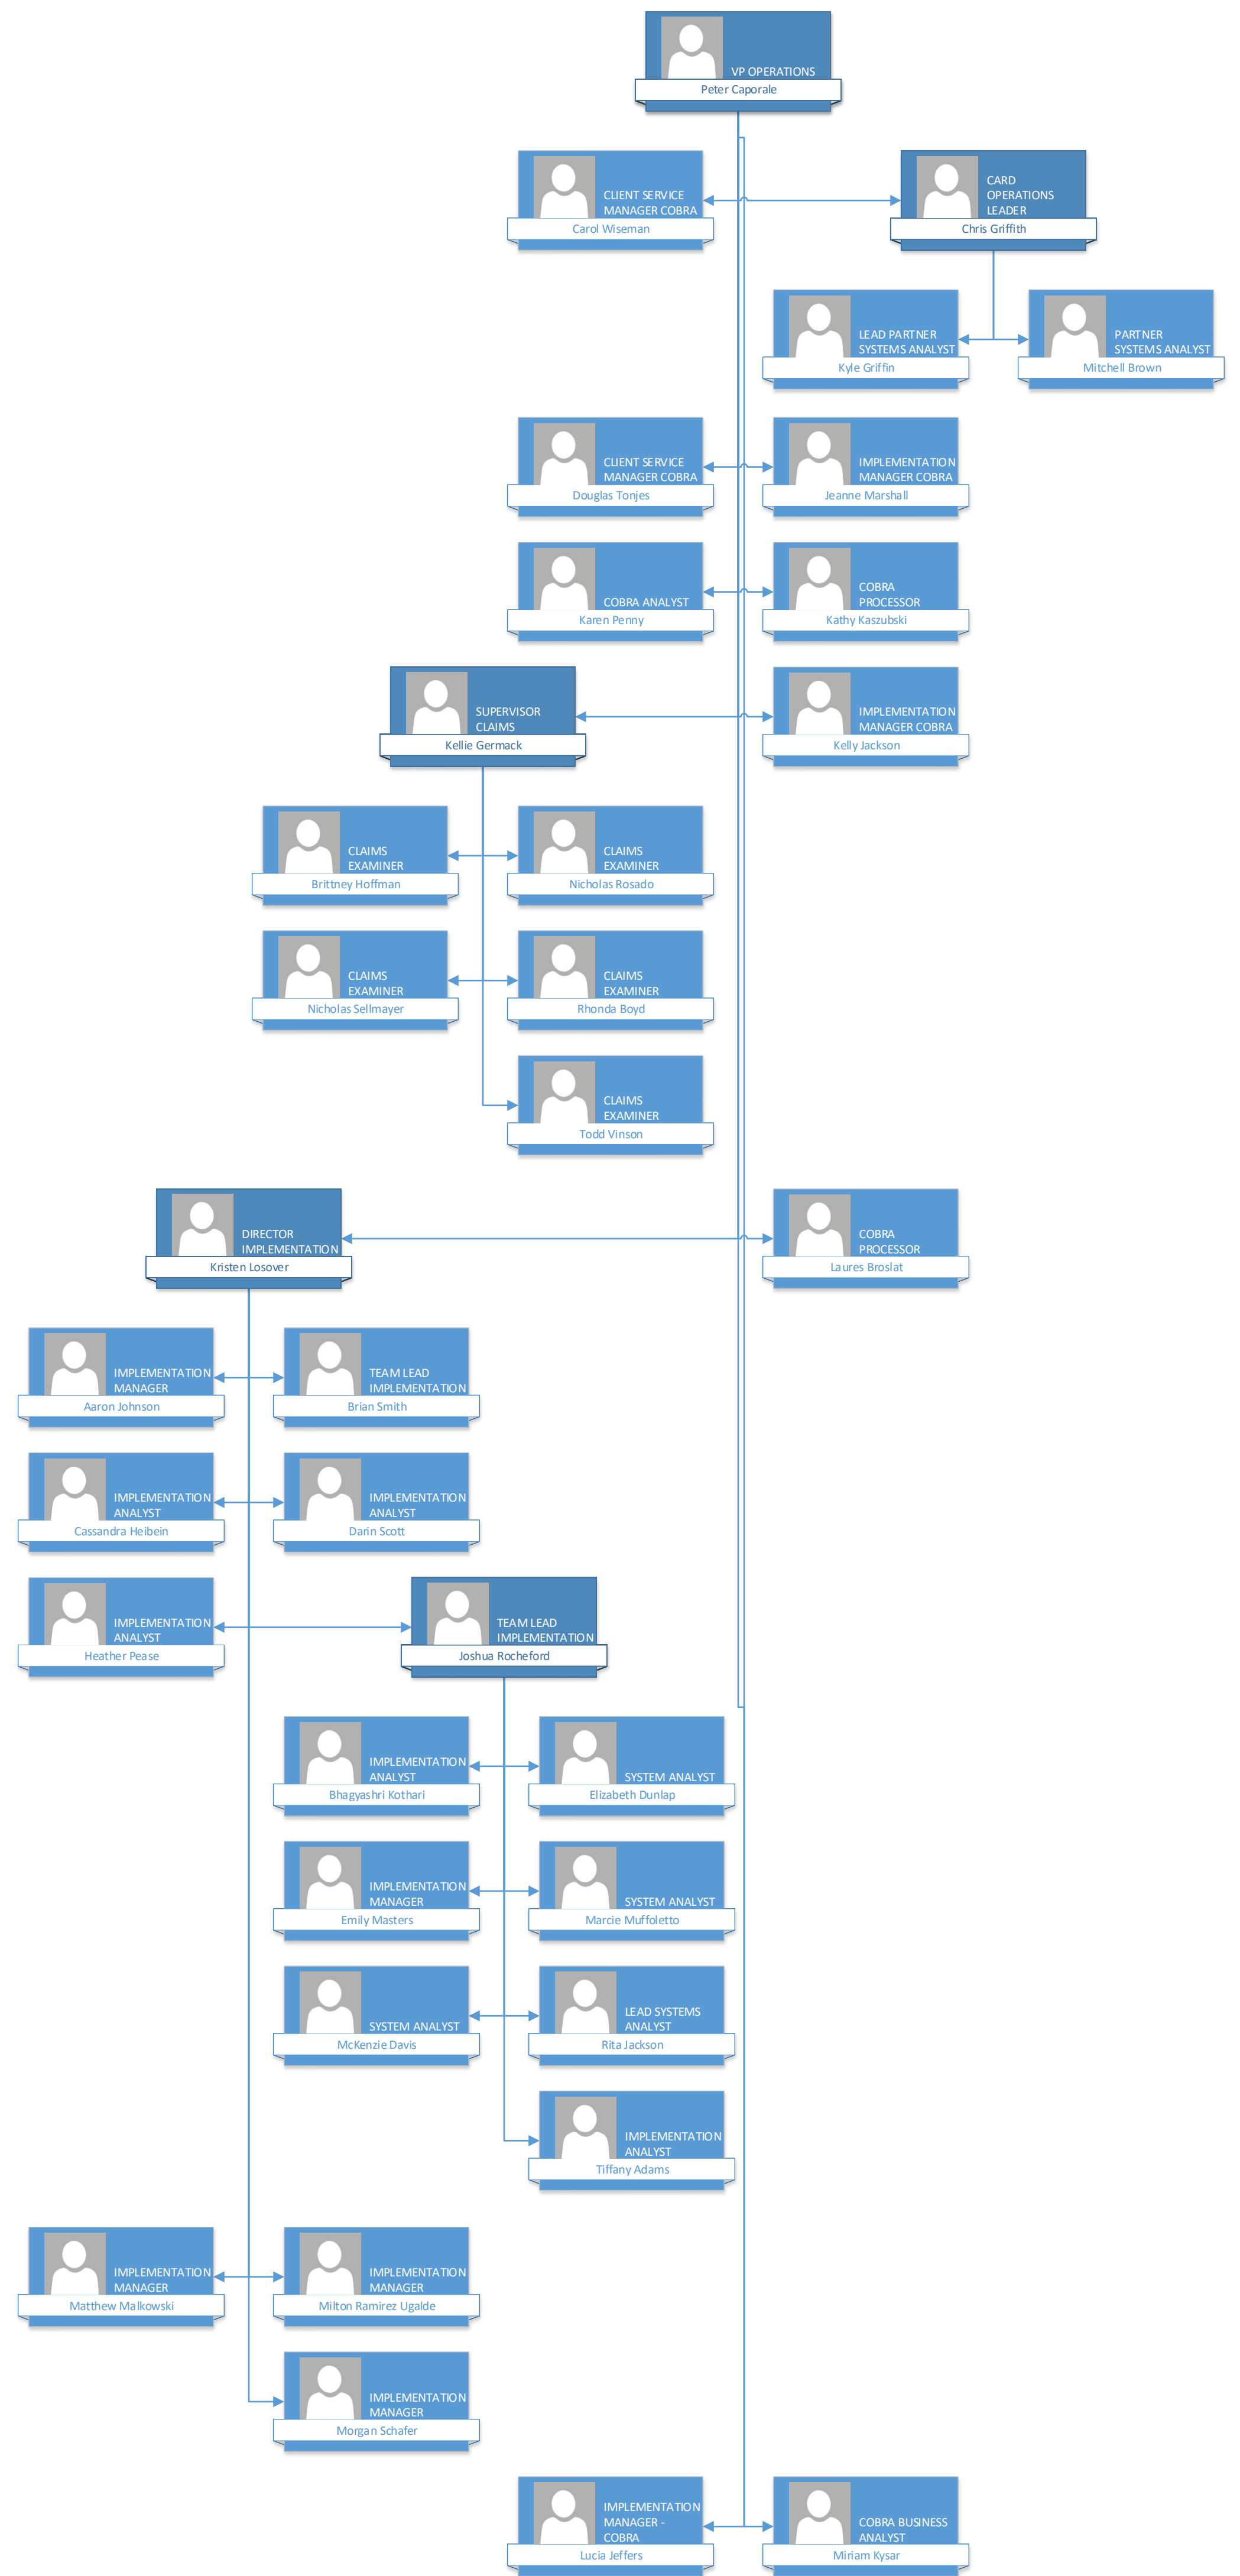 VP OPERATIONS
Peter Caporale
CLIENT SERVICE
MANAGER COBRA
Carol Wiseman
CARD
OPERATIONS
LEADER
Chris Griffith
LEAD PARTNER
SYSTEMS ANALYST
Kyle Griffin
PARTNER
SYSTEMS ANALYST
Mitchell Brown
CLIENT SERVICE
MANAGER COBRA
Douglas Tonjes
IMPLEMENTATION
MANAGER COBRA
Jeanne Marshall
COBRA ANALYST
Karen Penny
COBRA
PROCESSOR
Kathy Kaszubski
SUPERVISOR
CLAIMS
Kellie Germack
IMPLEMENTATION
MANAGER COBRA
Kelly Jackson
CLAIMS
EXAMINER
Brittney Hoffman
CLAIMS
EXAMINER
Nicholas Rosado
CLAIMS
EXAMINER
Nicholas Sellmayer
CLAIMS
EXAMINER
Rhonda Boyd
CLAIMS
EXAMINER
Todd Vinson
DIRECTOR
IMPLEMENTATION
Kristen Losover
COBRA
PROCESSOR
Laures Broslat
IMPLEMENTATION
MANAGER
Aaron Johnson
TEAM LEAD
IMPLEMENTATION
Brian Smith
IMPLEMENTATION
ANALYST
Cassandra Heibein
IMPLEMENTATION
ANALYST
Darin Scott
IMPLEMENTATION
ANALYST
Heather Pease
TEAM LEAD
IMPLEMENTATION
Joshua Rocheford
IMPLEMENTATION
ANALYST
Bhagyashri Kothari
SYSTEM ANALYST
Elizabeth Dunlap
IMPLEMENTATION
MANAGER
Emily Masters
SYSTEM ANALYST
Marcie Muffoletto
SYSTEM ANALYST
McKenzie Davis
LEAD SYSTEMS
ANALYST
Rita Jackson
IMPLEMENTATION
ANALYST
Tiffany Adams
IMPLEMENTATION
MANAGER
Matthew Malkowski
IMPLEMENTATION
MANAGER
Milton Ramirez Ugalde
IMPLEMENTATION
MANAGER
Morgan Schafer
IMPLEMENTATION
MANAGER -
COBRA
Lucia Jeffers
COBRA BUSINESS
ANALYST
Miriam Kysar